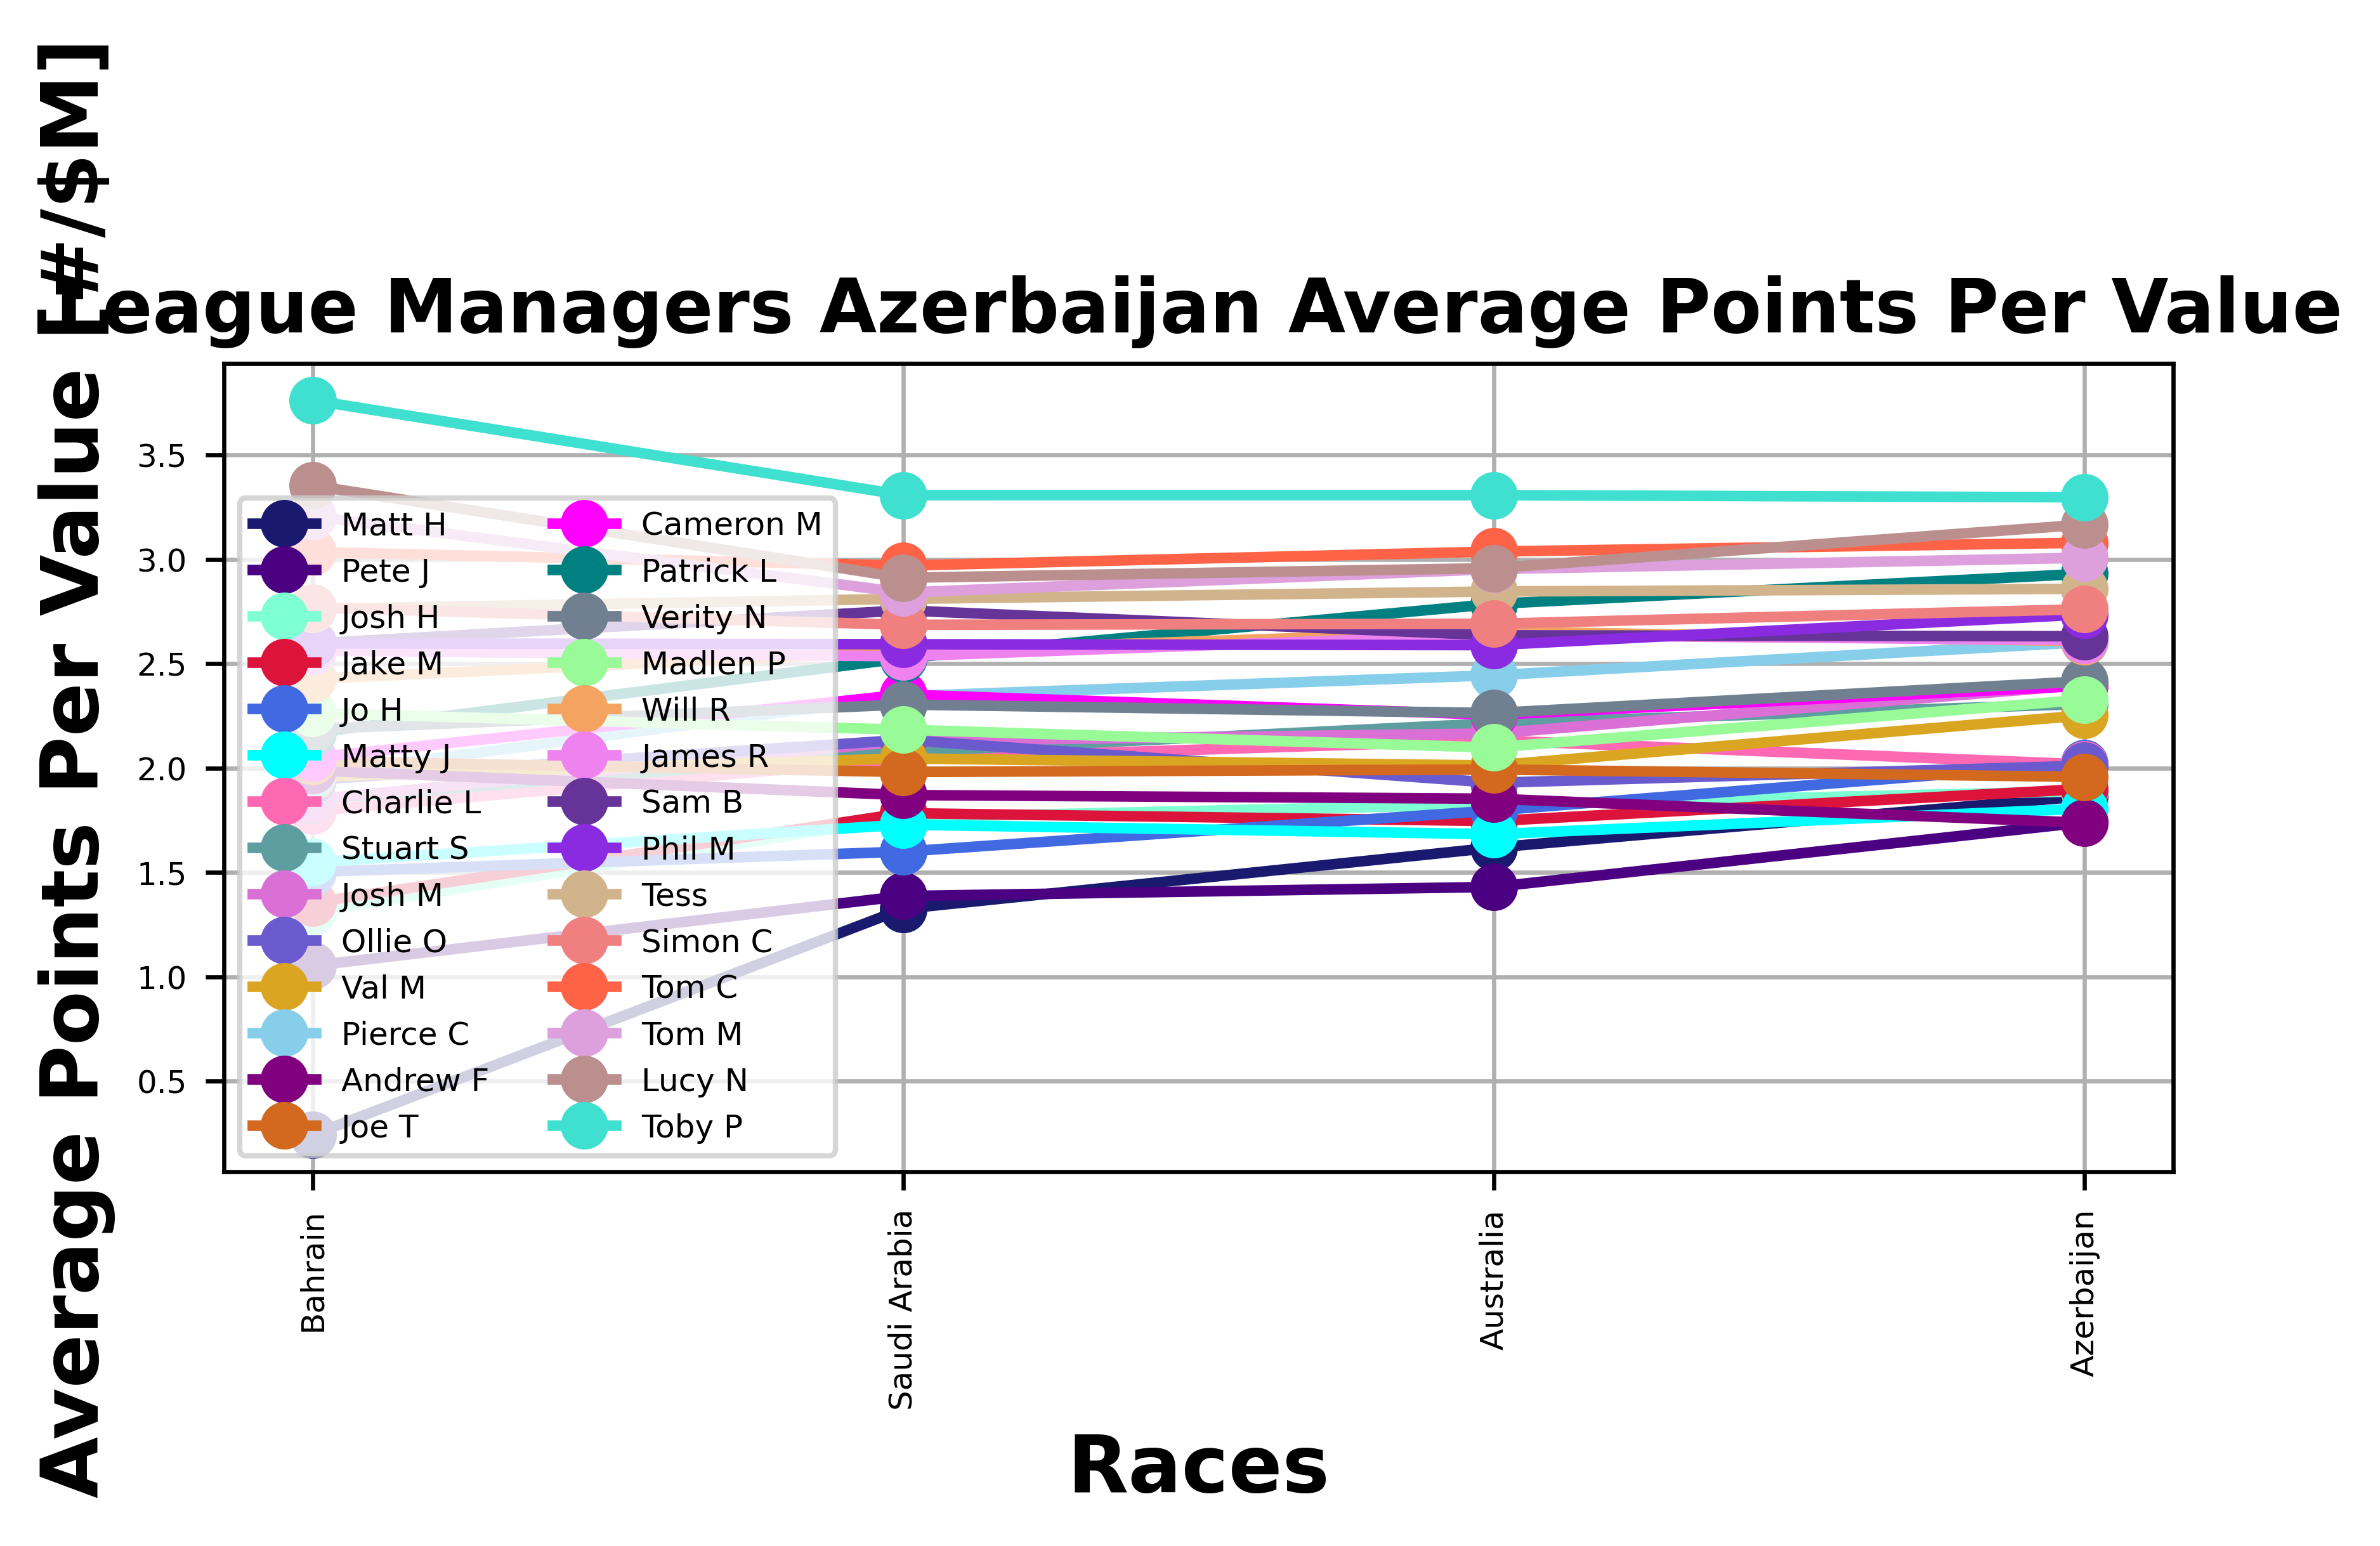 League Managers Azerbaijan Average Points Per Value
Average Points Per Value [#/$M]
3.5
3.0
2.5
2.0
1.5
1.0
0.5
Matt H
Pete J
Josh H
Jake M
Jo H
Matty J
Charlie L
Stuart S
Josh M
Ollie O
Val M
Pierce C
Andrew F
Joe T
Cameron M
Patrick L
Verity N
Madlen P
Will R
James R
Sam B
Phil M
Tess
Simon C
Tom C
Tom M
Lucy N
Toby P
Bahrain
Saudi Arabia
Australia
Azerbaijan
Races